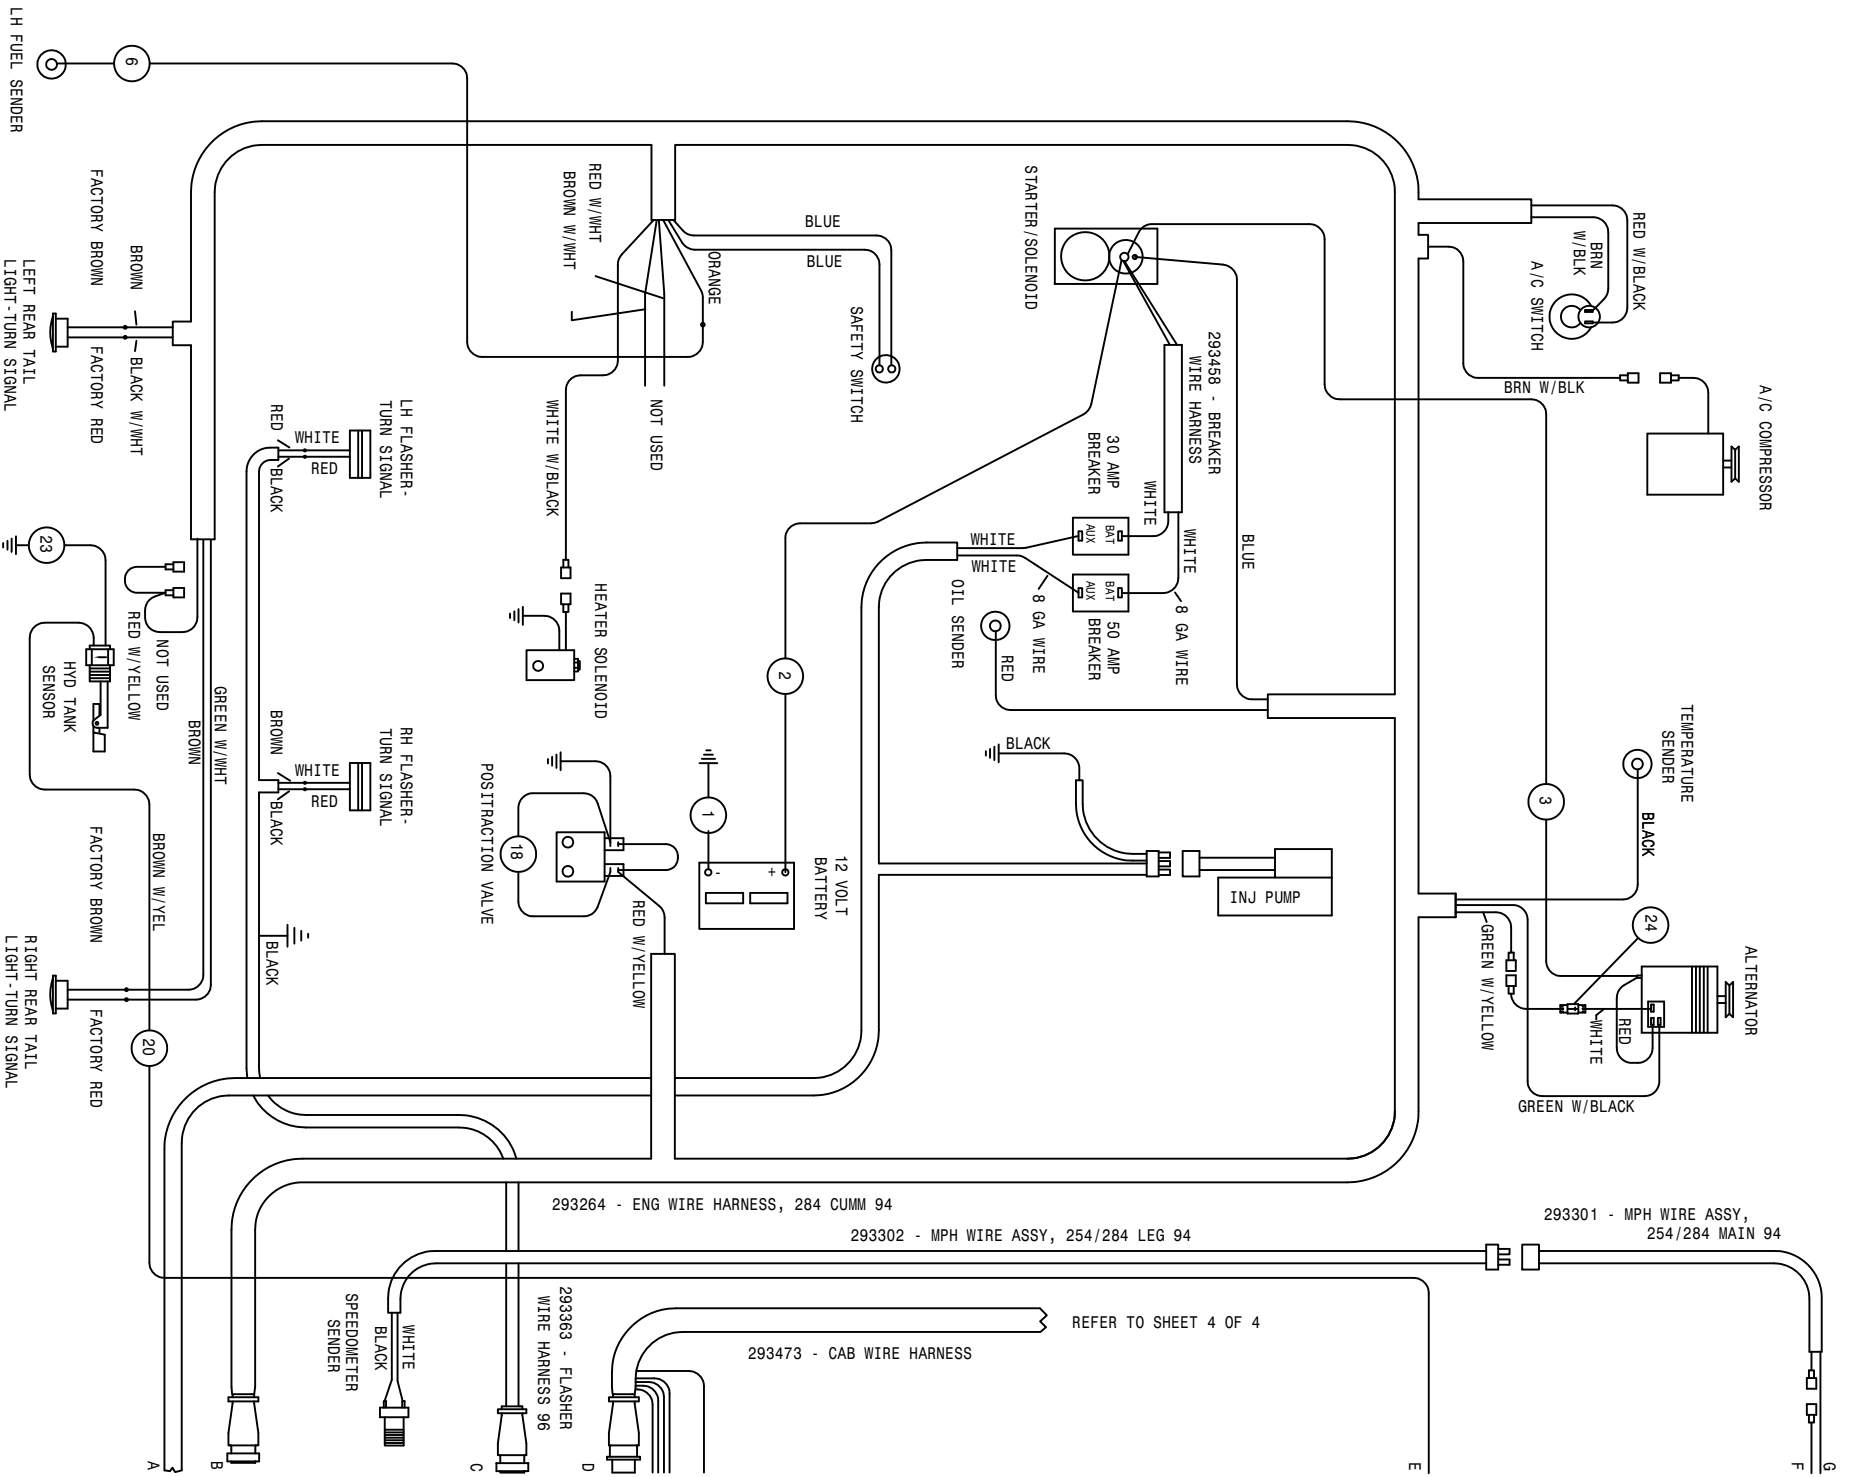 LH FUEL SENDER
6
FACTORY BROWN
BROWN
LEFT REAR TAIL
LIGHT-TURN SIGNAL
FACTORY RED
BLACK W/WHT
RED W/WHT
BROWN W/WHT
ORANGE
BLUE
BLUE
SAFETY SWITCH
NOT USED
WHITE W/BLACK
HEATER SOLENOID
STARTER/SOLENOID
293458 - BREAKER
WIRE HARNESS
30 AMP
BREAKER
WHITE
WHITE
BAT
AUX
BAT
AUX
50 AMP
BREAKER
8 GA WIRE
8 GA WIRE
WHITE
WHITE
BLUE
OIL SENDER
RED
RED W/BLACK
BRN
W/BLK
A/C SWITCH
BRN W/BLK
A/C COMPRESSOR
LH FLASHER-
TURN SIGNAL
RED
WHITE
RED
BLACK
23
HYD TANK
SENSOR
RED W/YELLOW
NOT USED
GREEN W/WHT
BROWN
RH FLASHER-
TURN SIGNAL
BROWN
WHITE
RED
BLACK
BROWN W/YEL
FACTORY BROWN
RIGHT REAR TAIL
LIGHT-TURN SIGNAL
FACTORY RED
20
BLACK
POSITRACTION VALVE
18
RED W/YELLOW
2
1
-
+
12 VOLT
BATTERY
BLACK
INJ PUMP
3
TEMPERATURE
SENDER
BLACK
24
ALTERNATOR
GREEN W/YELLOW
WHITE
RED
GREEN W/BLACK
293264 - ENG WIRE HARNESS, 284 CUMM 94
293302 - MPH WIRE ASSY, 254/284 LEG 94
293301 - MPH WIRE ASSY,
254/284 MAIN 94
SPEEDOMETER
SENDER
WHITE
BLACK
293363 - FLASHER
WIRE HARNESS 96
REFER TO SHEET 4 OF 4
293473 - CAB WIRE HARNESS
A
B
C
D
E
F
G